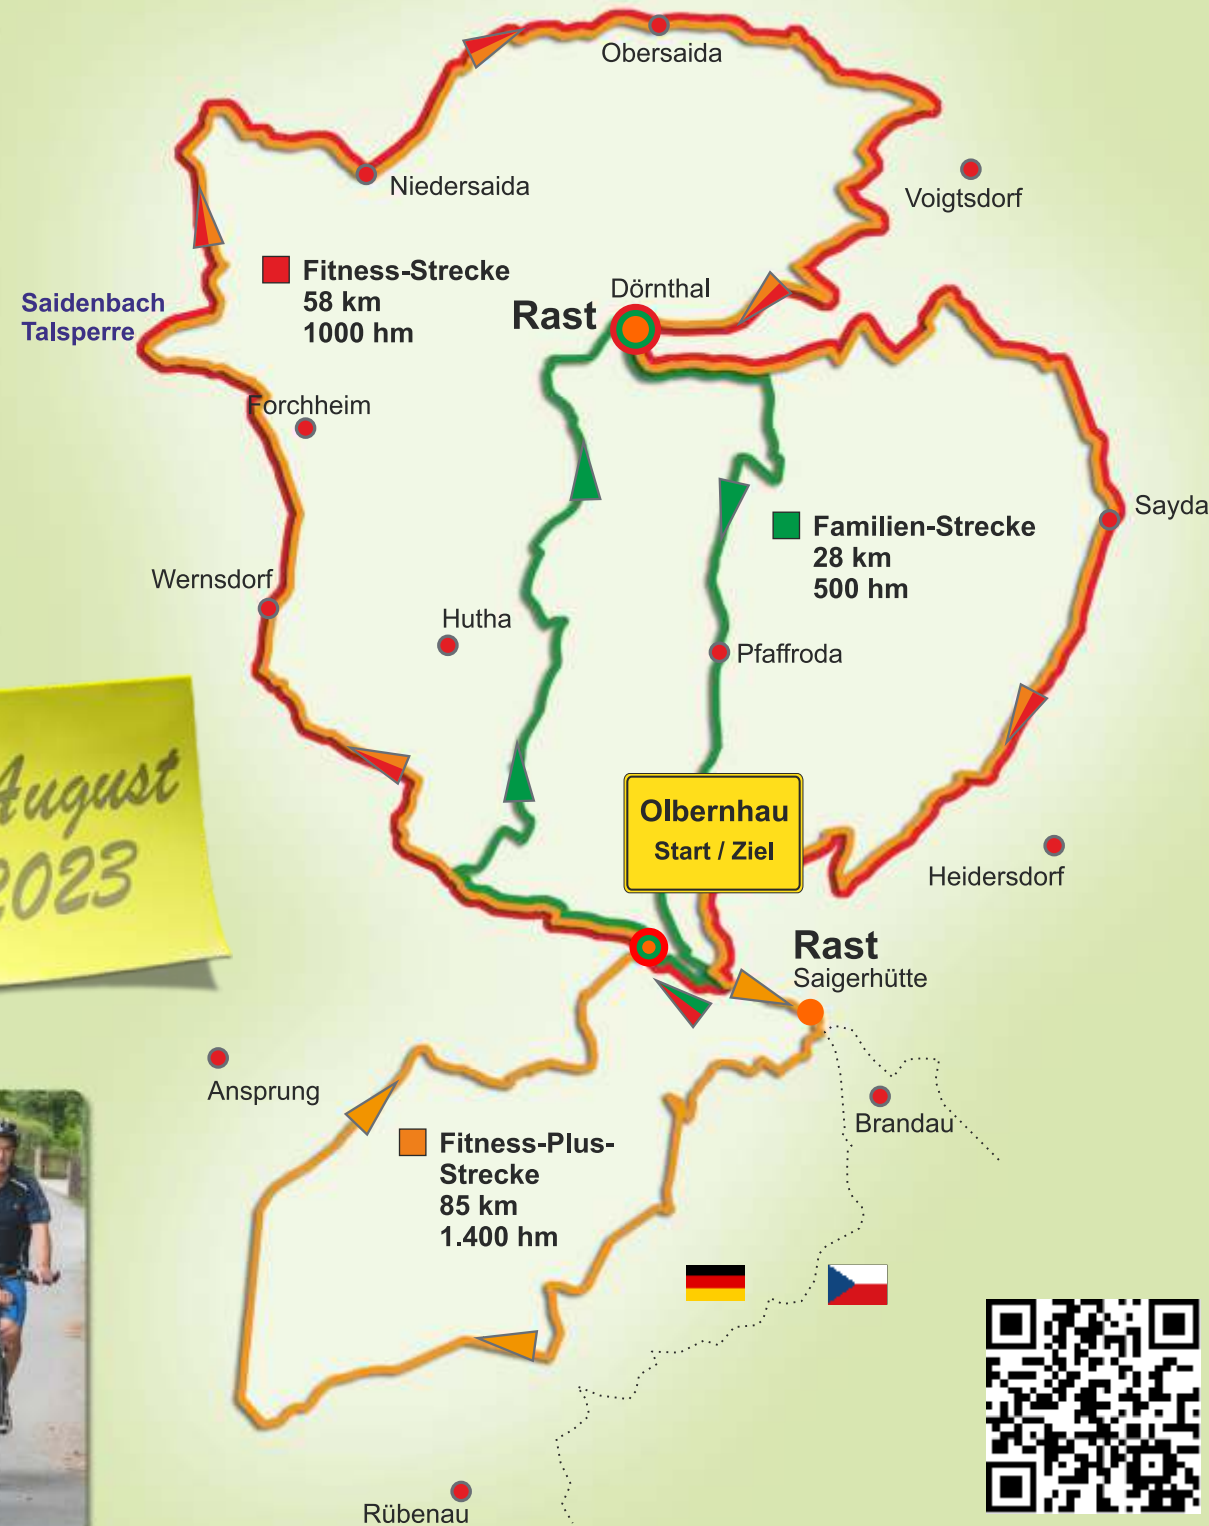 Obersaida
Niedersaida
Voigtsdorf
Fitness-Strecke
58 km
1000 hm
Saidenbach
Talsperre
Dörnthal
Rast
Forchheim
Sayda
Familien-Strecke
28 km
500 hm
Wernsdorf
Hutha
Pfaffroda
August
2023
Olbernhau
Start / Ziel
Heidersdorf
Rast
Saigerhütte
Ansprung
Brandau
Fitness-Plus-
Strecke
85 km
1.400 hm
Rübenau